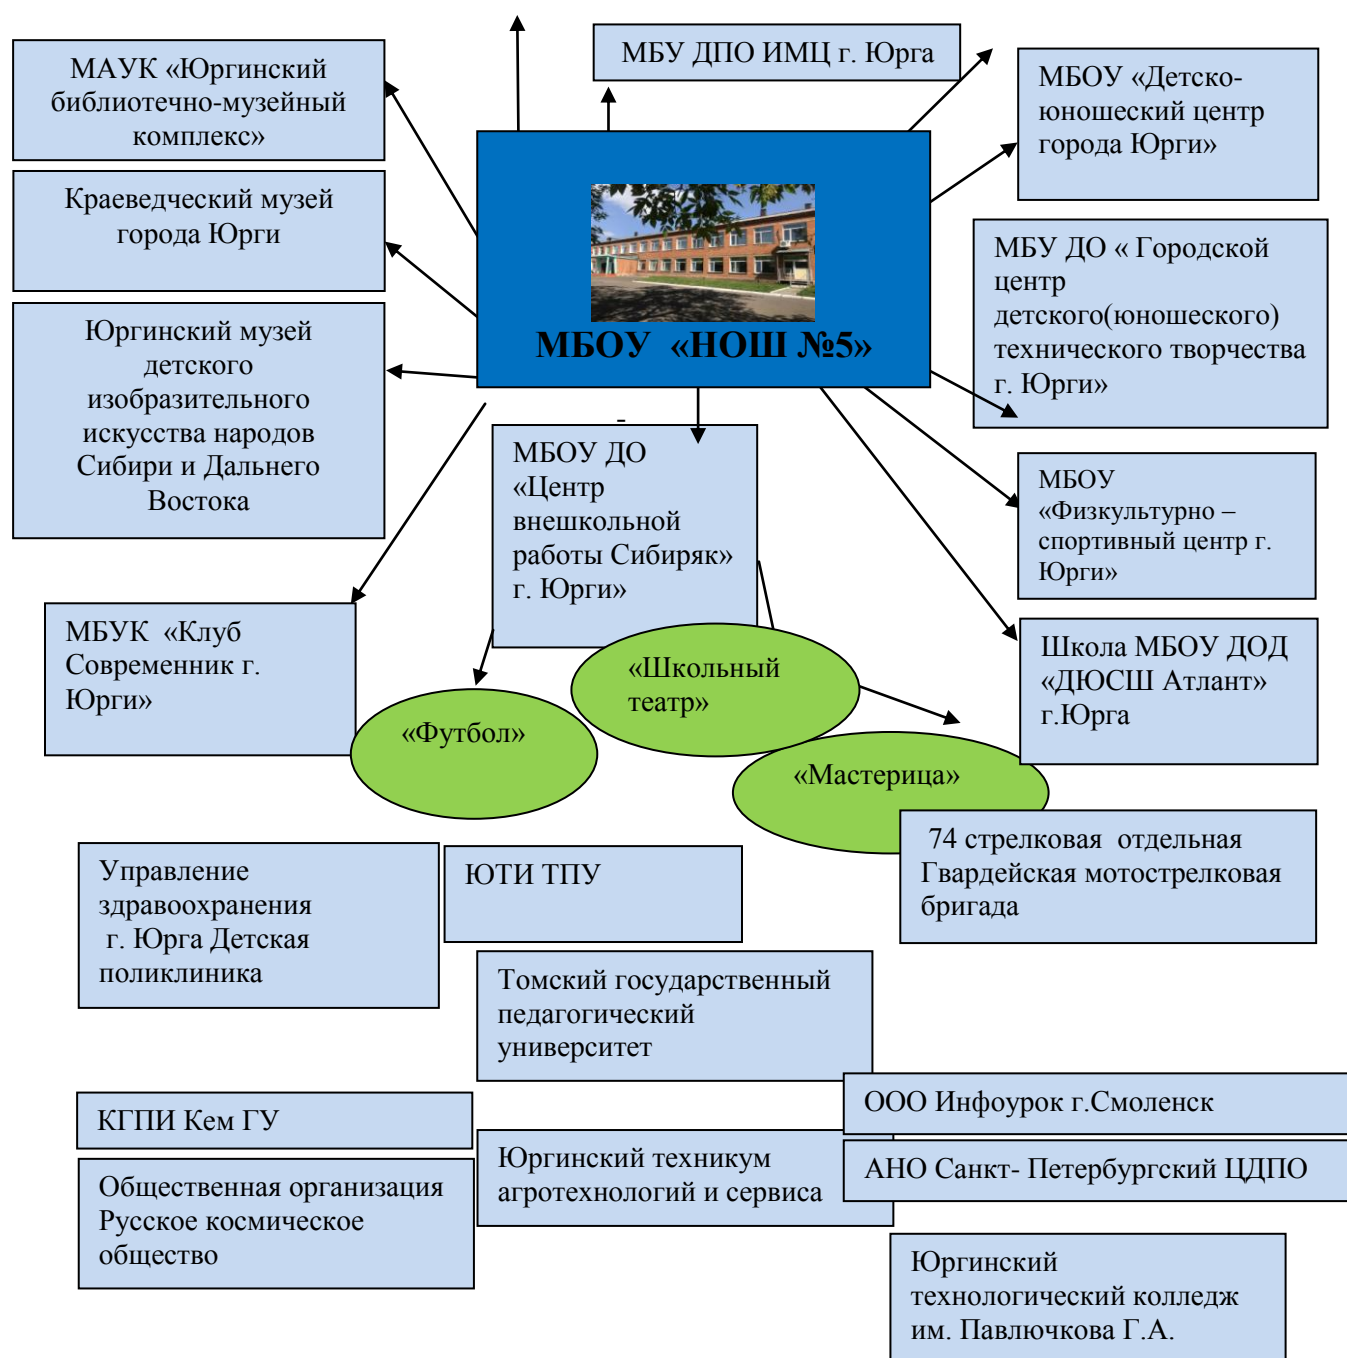 МБУ ДПО ИМЦ г. Юрга
МАУК «Юргинский
библиотечно-музейный
комплекс»
МБОУ «Детско-
юношеский центр
города Юрги»
Краеведческий музей
города Юрги
МБОУ «НОШ №5»
МБУ ДО « Городской
центр
детского(юношеского)
технического творчества
г. Юрги»
Юргинский музей
детского
изобразительного
искусства народов
Сибири и Дальнего
Востока
-
МБОУ ДО
«Центр
внешкольной
работы Сибиряк»
г. Юрги»
МБОУ
«Физкультурно –
спортивный центр г.
Юрги»
МБУК «Клуб
Современник г.
Юрги»
«Школьный
театр»
Школа МБОУ ДОД
«ДЮСШ Атлант»
г.Юрга
«Футбол»
«Мастерица»
74 стрелковая отдельная
Гвардейская мотострелковая
бригада
Управление
здравоохранения
г. Юрга Детская
поликлиника
ЮТИ ТПУ
Томский государственный
педагогический
университет
ООО Инфоурок г.Смоленск
КГПИ Кем ГУ
Юргинский техникум
агротехнологий и сервиса
АНО Санкт- Петербургский ЦДПО
Общественная организация
Русское космическое
общество
Юргинский
технологический колледж
им. Павлючкова Г.А.